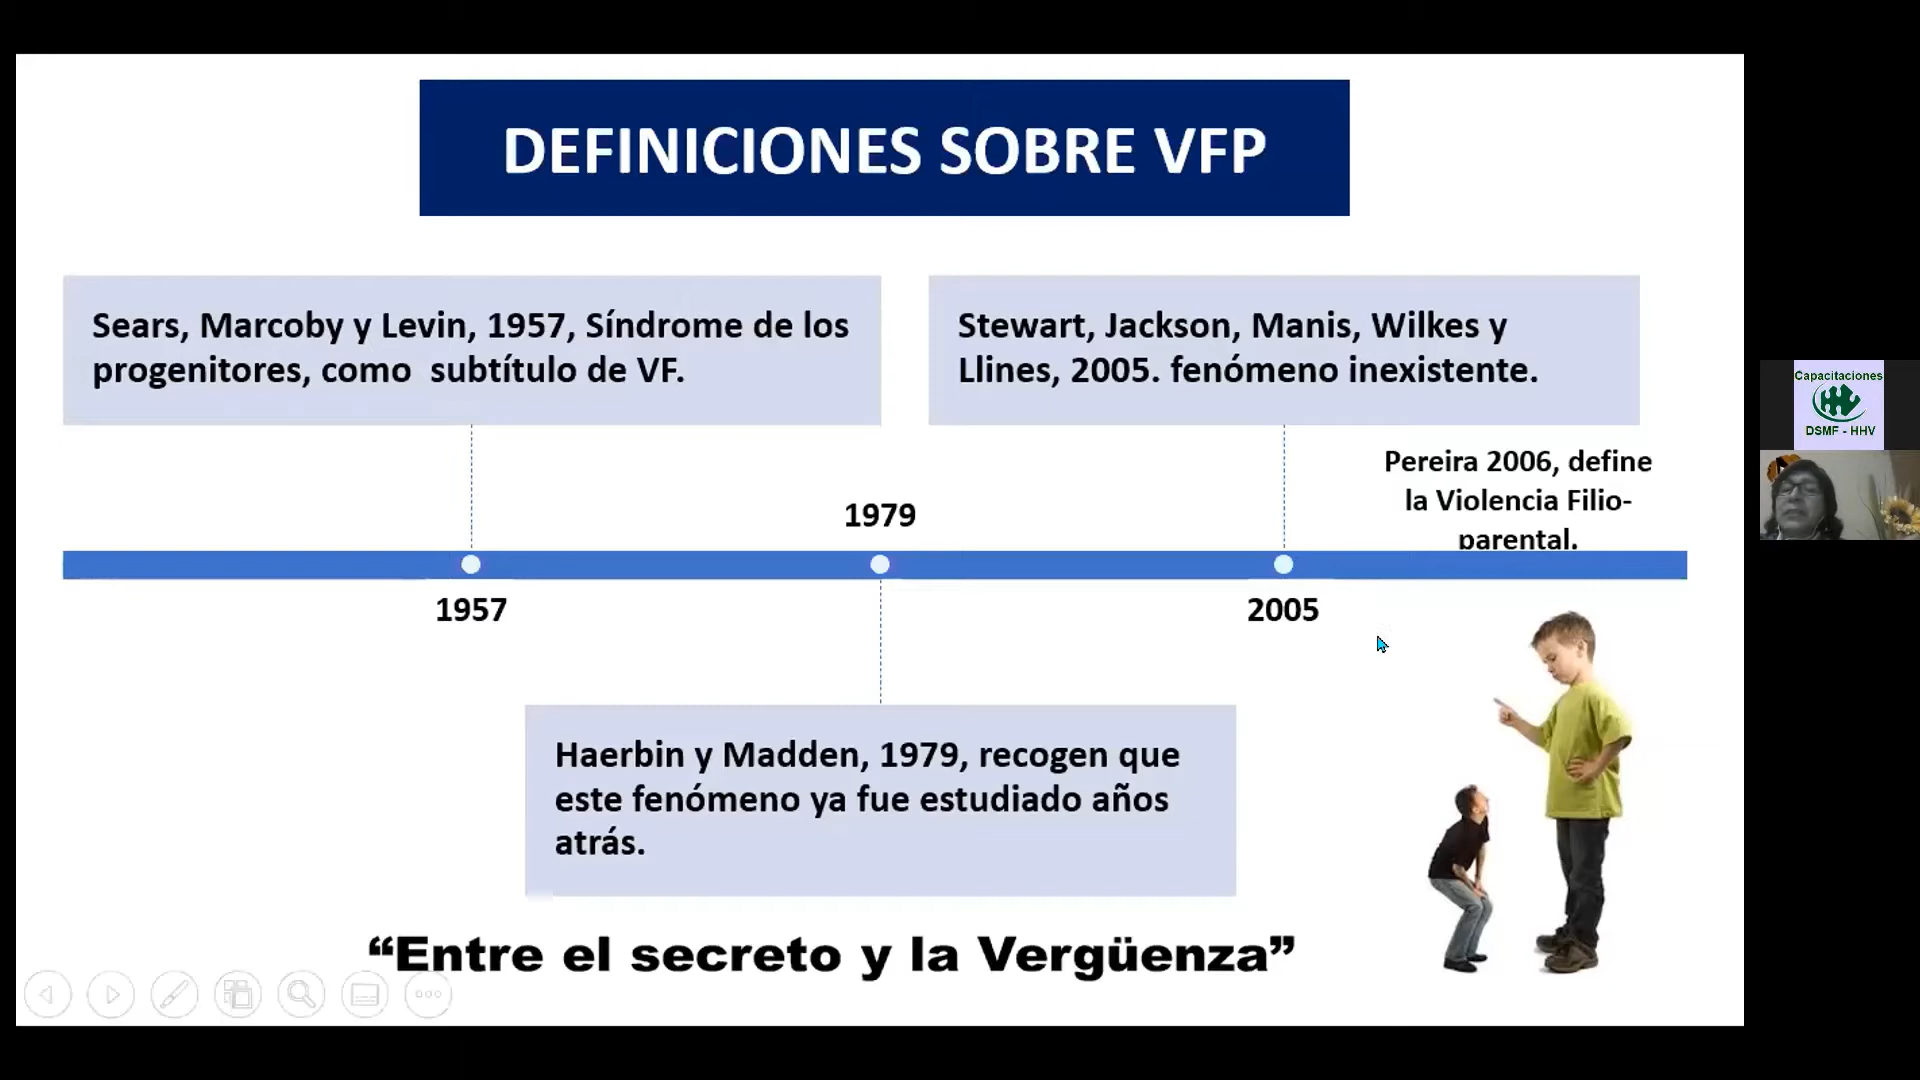 DEFINICIONES SOBRE VFP
Sears, Marcoby y Levin, 1957, Síndrome de los
progenitores, como subtítulo de VF.
Stewart, Jackson, Manis, Wilkes y
Llines, 2005. fenómeno inexistente.
Pereira 2006, define
la Violencia Filio-
parental.
1979
1957
2005
Haerbin y Madden, 1979, recogen que
este fenómeno ya fue estudiado años
atrás.
“Entre el secreto y la Vergüenza”
Capacitaciones
DSMF - HHV